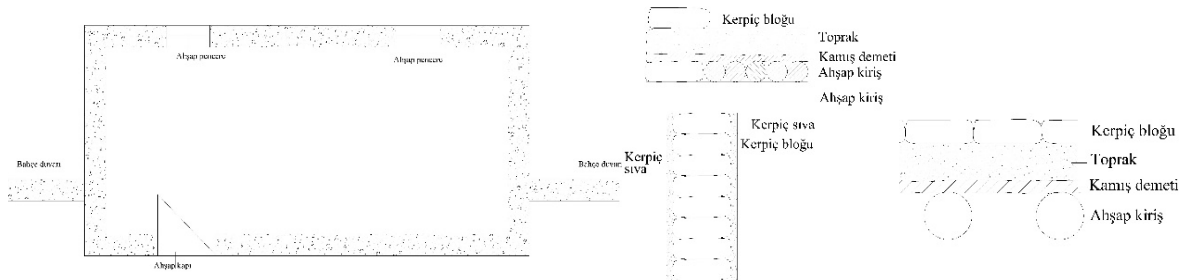 Ahşap pencere
Ahşap pencere
Bahçe duvarı
Bahçe duvarı
Ahşap kapı
Kerpiç bloğu
Toprak
Kamış demeti
Ahşap kiriş
Ahşap kiriş
Kerpiç sıva
Kerpiç bloğu
Kerpiç
sıva
Kerpiç bloğu
Toprak
Kamış demeti
Ahşap kiriş